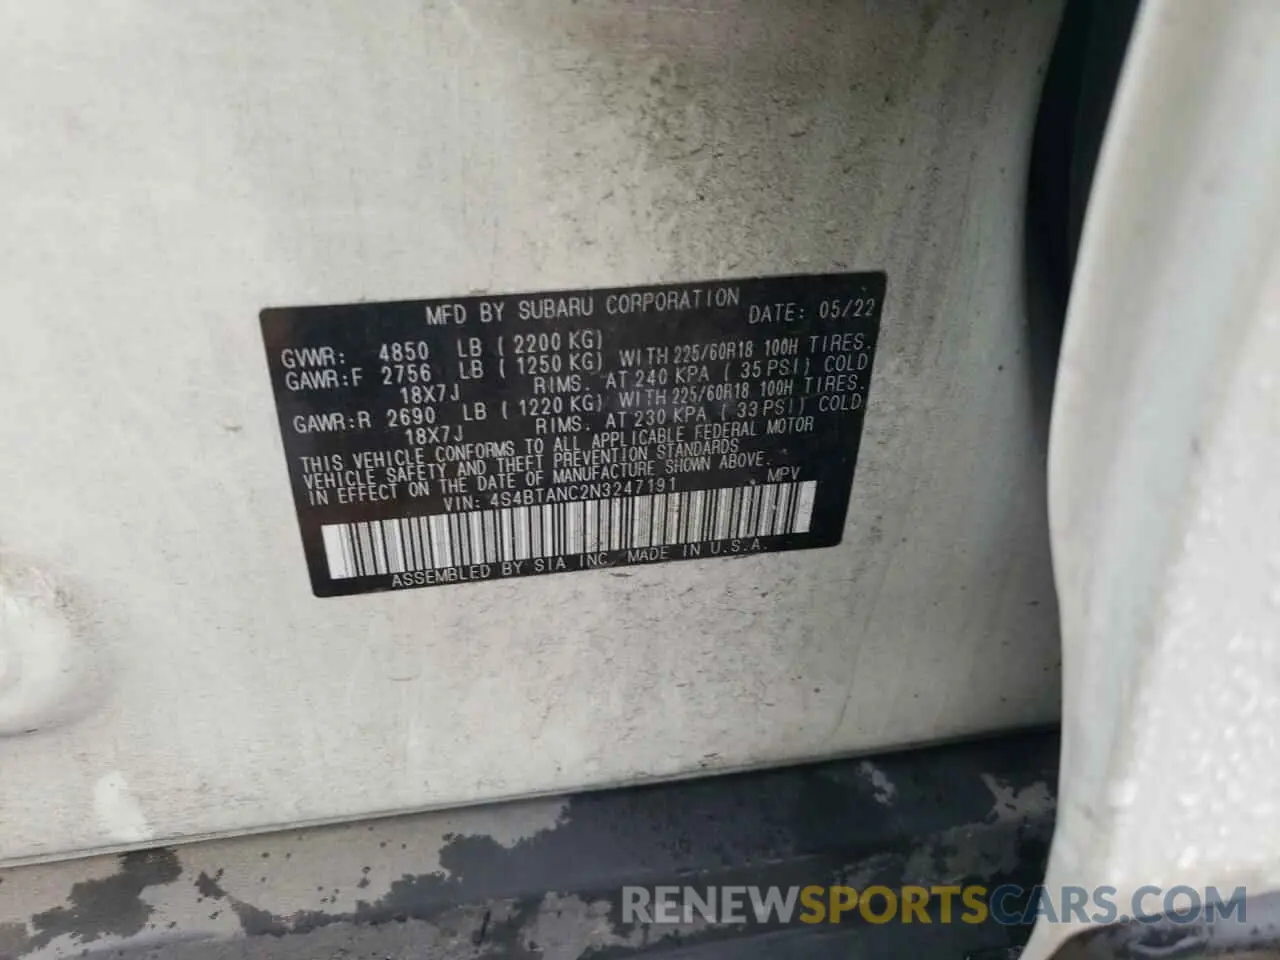 MFD BY SUBARU CORPORATION DATE: 05/22
GVWR: 4850 LB ( 2200 KG)
GAWR:F 2756 LB ( 1250 KG) WITH 225/60R18 100H TIRES.
18X7J RIMS. AT 240 KPA ( 35 PSI) COLD
GAWR:R 2690 LB ( 1220 KG) WITH 225/60R18 100H TIRES.
18X7J RIMS. AT 230 KPA ( 33 PSI) COLD
THIS VEHICLE CONFORMS TO ALL APPLICABLE FEDERAL MOTOR
VEHICLE SAFETY AND THEFT PREVENTION STANDARDS
IN EFFECT ON THE DATE OF MANUFACTURE SHOWN ABOVE.
VIN: 4S4BTANC2N3247191 MPV
ASSEMBLED BY SIA INC. MADE IN U.S.A.
RENEWSPORTSCARS.COM